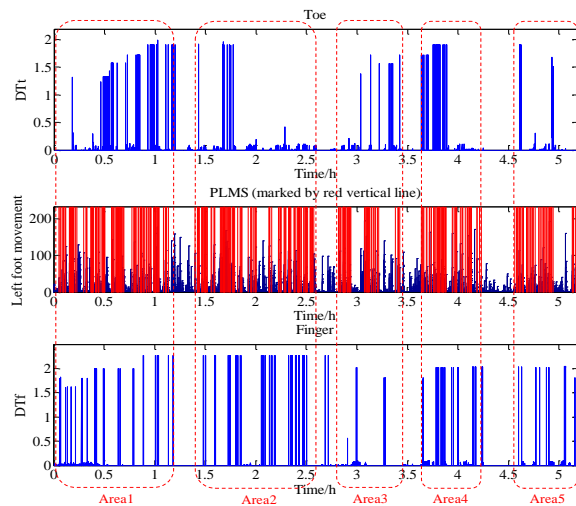 Toe
2
1.5
1
0.5
0
DTt
0 0.5 1 1.5 2 2.5 3 3.5 4 4.5 5
Time/h
PLMS (marked by red vertical line)
200
100
0
Left foot movement
0 0.5 1 1.5 2 2.5 3 3.5 4 4.5 5
Time/h
Finger
2
1.5
1
0.5
0
DTf
0 0.5 1 1.5 2 2.5 3 3.5 4 4.5 5
Time/h
Area1 Area2 Area3 Area4 Area5